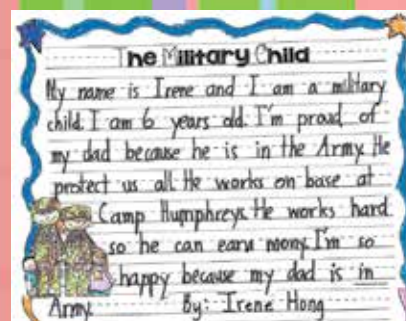 The Military Child
My name is Irene and I am a military
child. I am 6 years old. I'm proud of
my dad because he is in the Army. He
protect us all. He works on base at
Camp Humphreys. He works hard
so he can earn mony. I'm so
happy because my dad is in
Army. By: Irene Hong